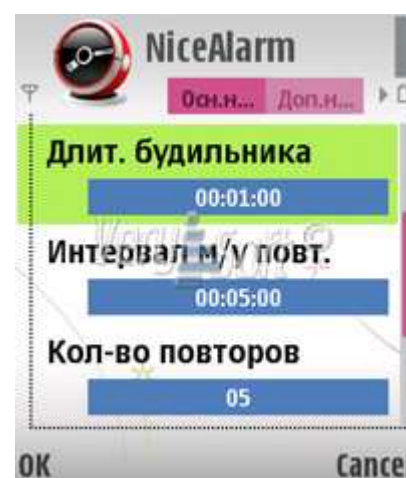 NiceAlarm
Осн.н... Доп.н...
Длит. будильника
00:01:00
Интервал м/у повт.
00:05:00
Кол-во повторов
05
OK Cance